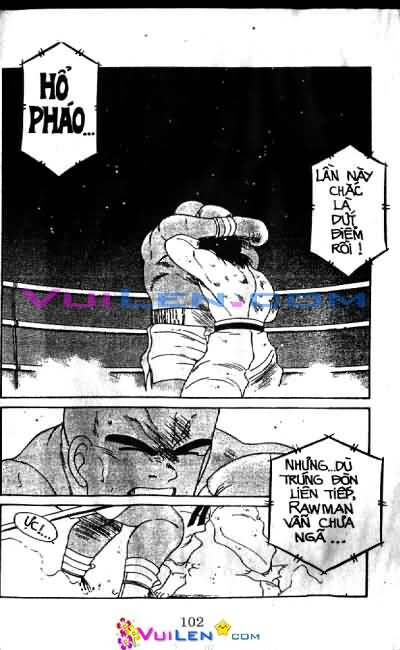 HỔ
PHÁO...
LẦN NÀY
CHẮC
LÀ
DỨT
ĐIỂM
RỒI!
VUILEN.COM
NHƯNG...DÙ
TRÚNG ĐÒN
LIÊN TIẾP,
RAWMAN
VẪN CHƯA
NGÃ...
ỰC!...
102
VUILEN.COM